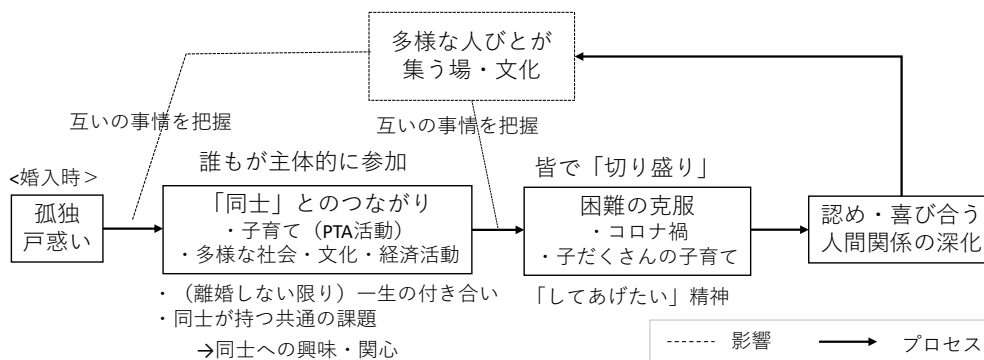 多様な人びとが
集う場・文化
互いの事情を把握
互いの事情を把握
誰もが主体的に参加
皆で「切り盛り」
<婚入時＞
孤独
戸惑い
「同士」とのつながり
・子育て（PTA活動）
・多様な社会・文化・経済活動
困難の克服
・コロナ禍
・子だくさんの子育て
認め・喜び合う
人間関係の深化
・（離婚しない限り）一生の付き合い
・同士が持つ共通の課題
→同士への興味・関心
「してあげたい」精神
影響
プロセス